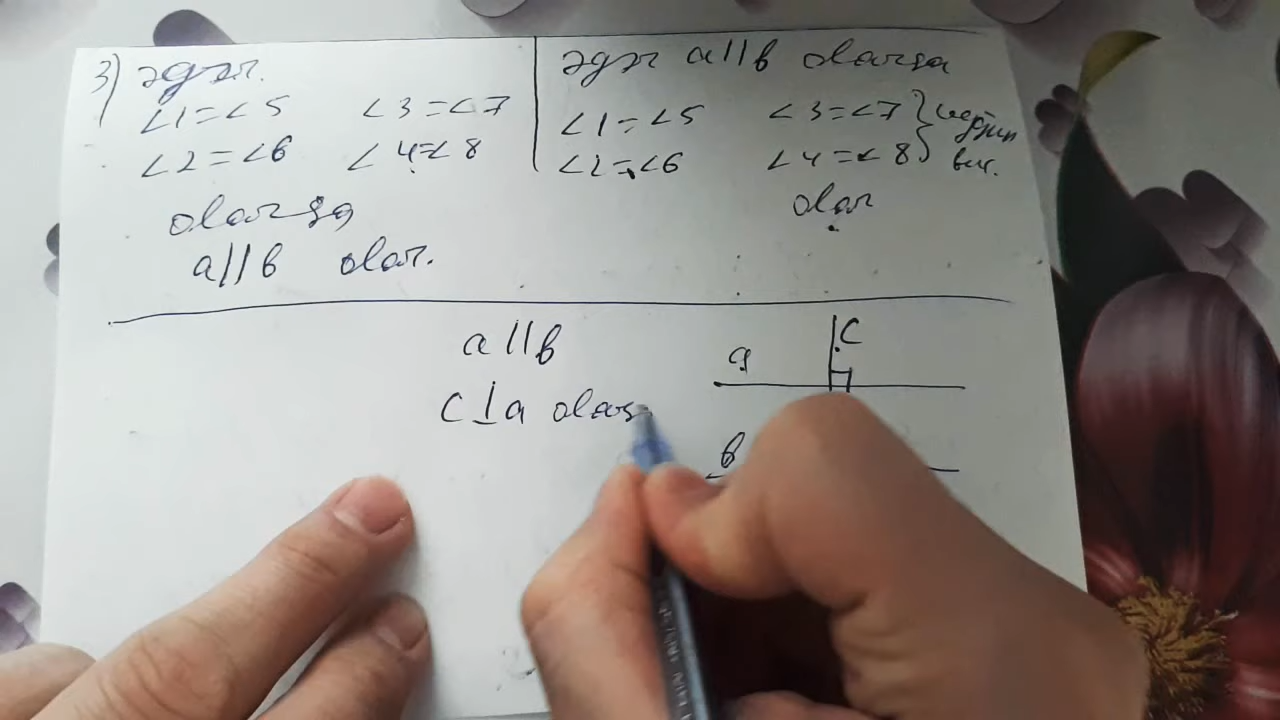 3) əgər.
∠1=∠5 ∠3=∠7
∠2=∠6 ∠4=∠8
olarsa
a||b olar.
əgər a||b olarsa
∠1=∠5 ∠3=∠7
∠2=∠6 ∠4=∠8
olar
a||b
c⊥a olars
a
c
b